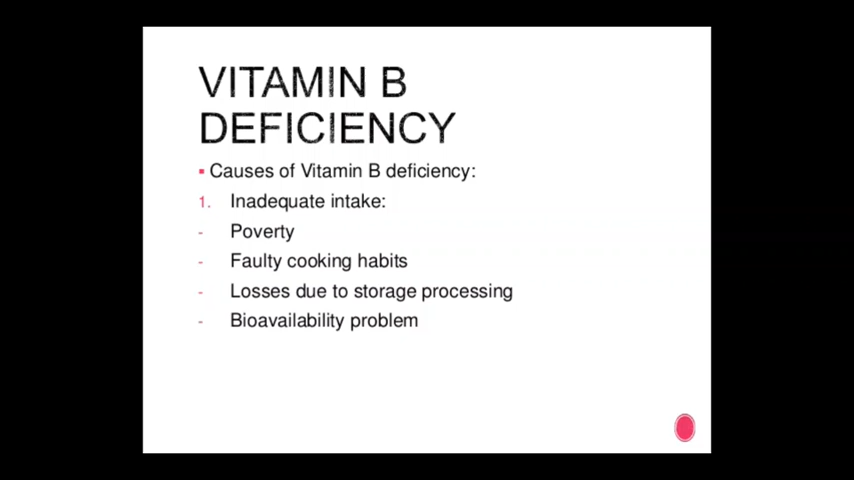 VITAMIN B
DEFICIENCY
▪ Causes of Vitamin B deficiency:
1. Inadequate intake:
- Poverty
- Faulty cooking habits
- Losses due to storage processing
- Bioavailability problem